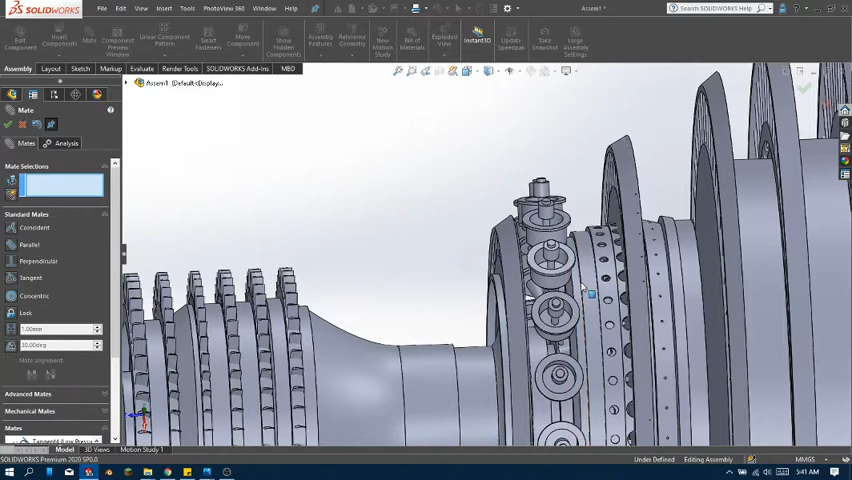 SOLIDWORKS File Edit View Insert Tools PhotoView 360 Window Help Assem1 * Search SOLIDWORKS Help
Edit Component
Insert Components
Mate
Component Preview Window
Linear Component Pattern
Smart Fasteners
Move Component
Show Hidden Components
Assembly Features
Reference Geometry
New Motion Study
Bill of Materials
Exploded View
Instant3D
Update Speedpak
Take Snapshot
Large Assembly Settings
Assembly Layout Sketch Markup Evaluate Render Tools SOLIDWORKS Add-Ins MBD
Assem1 (Default<Display...
Mate
Mates Analysis
Mate Selections
Standard Mates
Coincident
Parallel
Perpendicular
Tangent
Concentric
Lock
1.00mm
30.00deg
Mate alignment:
Advanced Mates
Mechanical Mates
Mates
Model 3D Views Motion Study 1
SOLIDWORKS Premium 2020 SP0.0 Under Defined Editing Assembly MMGS
5:41 AM